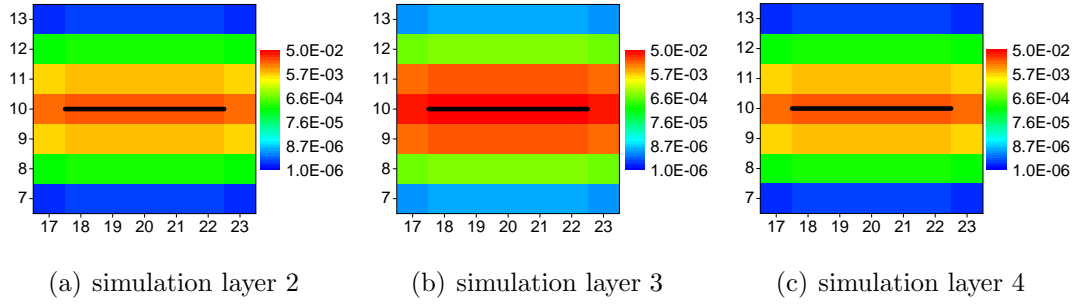 13
12
11
10
9
8
7
17 18 19 20 21 22 23
5.0E-02
5.7E-03
6.6E-04
7.6E-05
8.6E-06
1.0E-06
(a) simulation layer 2
13
12
11
10
9
8
7
17 18 19 20 21 22 23
5.0E-02
5.7E-03
6.6E-04
7.6E-05
8.6E-06
1.0E-06
(b) simulation layer 3
13
12
11
10
9
8
7
17 18 19 20 21 22 23
5.0E-02
5.7E-03
6.6E-04
7.6E-05
8.6E-06
1.0E-06
(c) simulation layer 4